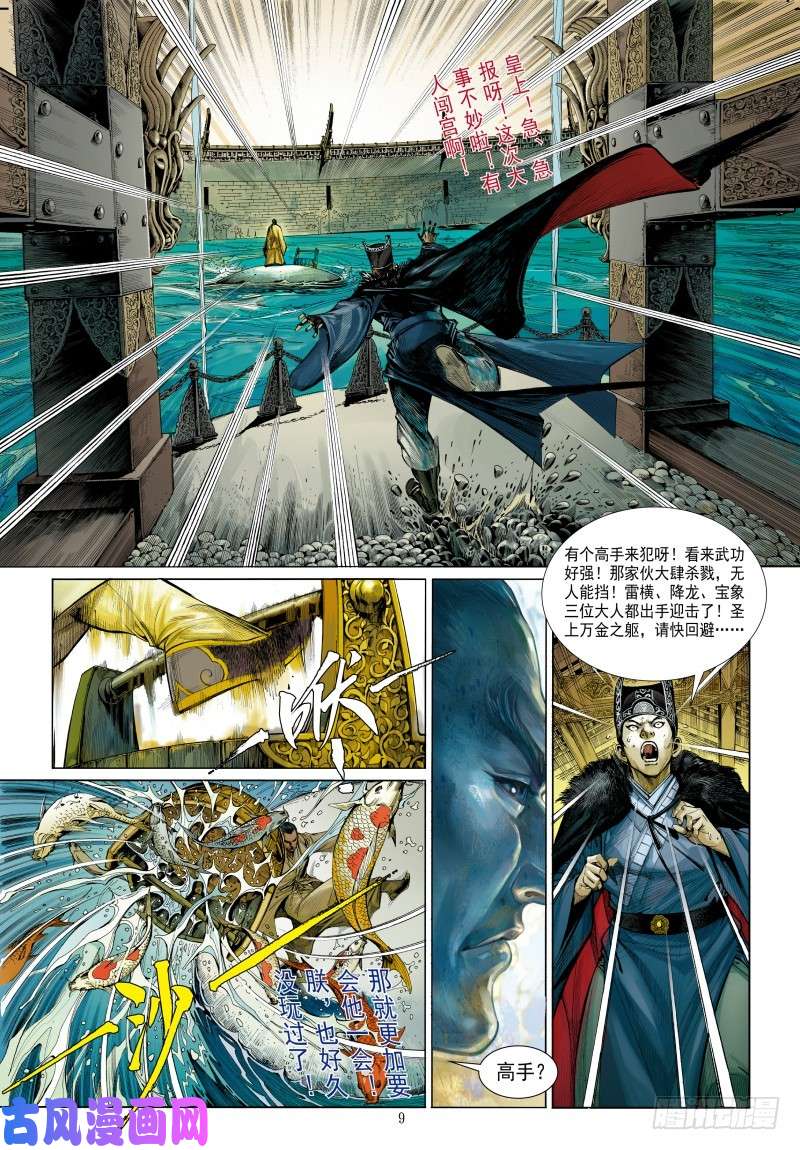 皇上！急、急
报呀！这次大
事不妙啦！有
人闯宫啊！
有个高手来犯呀！看来武功
好强！那家伙大肆杀戮，无
人能挡！雷横、降龙、宝象
三位大人都出手迎击了！圣
上万金之躯，请快回避……
吠
高手？
沙
那就更加要
会他一会！
朕，也好久
没玩过了！
9
古风漫画网
腾讯动漫